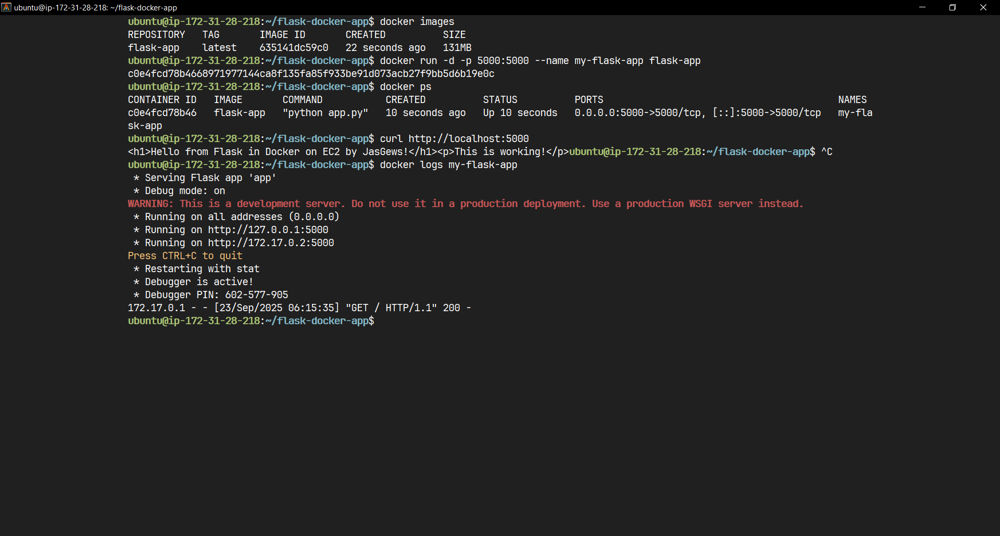 ubuntu@ip-172-31-28-218: ~/flask-docker-app
ubuntu@ip-172-31-28-218:~/flask-docker-app$ docker images
REPOSITORY   TAG       IMAGE ID       CREATED          SIZE
flask-app    latest    635141dc59c0   22 seconds ago   131MB
ubuntu@ip-172-31-28-218:~/flask-docker-app$ docker run -d -p 5000:5000 --name my-flask-app flask-app
c0e4fcd78b4668971977144ca8f135fa85f933be91d073acb27f9bb5d6b19e0c
ubuntu@ip-172-31-28-218:~/flask-docker-app$ docker ps
CONTAINER ID   IMAGE       COMMAND           CREATED          STATUS          PORTS                                         NAMES
c0e4fcd78b46   flask-app   "python app.py"   10 seconds ago   Up 10 seconds   0.0.0.0:5000->5000/tcp, [::]:5000->5000/tcp   my-fla
sk-app
ubuntu@ip-172-31-28-218:~/flask-docker-app$ curl http://localhost:5000
<h1>Hello from Flask in Docker on EC2 by JasGews!</h1><p>This is working!</p>ubuntu@ip-172-31-28-218:~/flask-docker-app$ ^C
ubuntu@ip-172-31-28-218:~/flask-docker-app$ docker logs my-flask-app
 * Serving Flask app 'app'
 * Debug mode: on
WARNING: This is a development server. Do not use it in a production deployment. Use a production WSGI server instead.
 * Running on all addresses (0.0.0.0)
 * Running on http://127.0.0.1:5000
 * Running on http://172.17.0.2:5000
Press CTRL+C to quit
 * Restarting with stat
 * Debugger is active!
 * Debugger PIN: 602-577-905
172.17.0.1 - - [23/Sep/2025 06:15:35] "GET / HTTP/1.1" 200 -
ubuntu@ip-172-31-28-218:~/flask-docker-app$